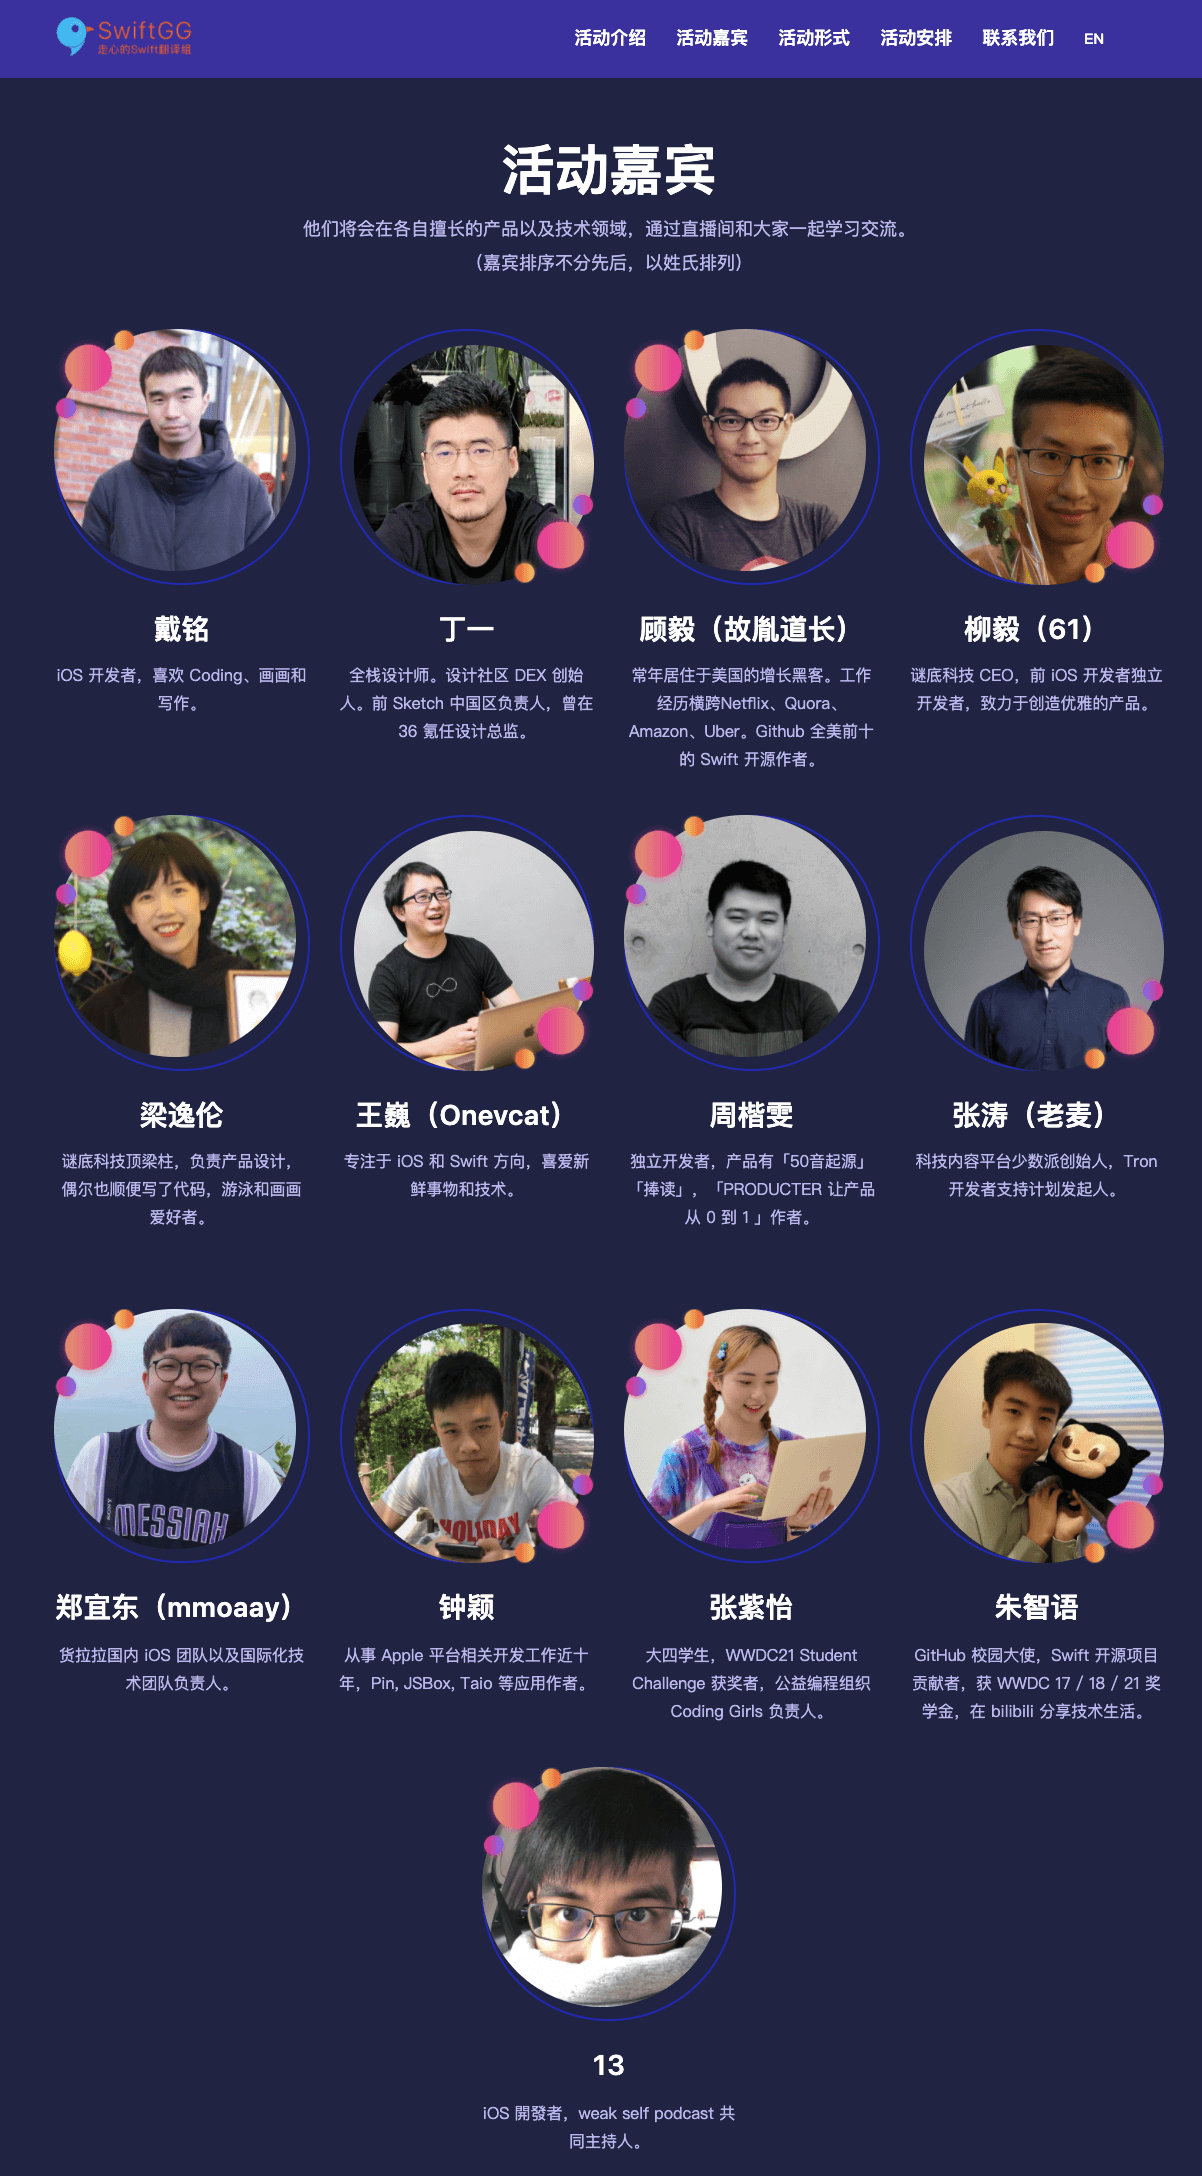 SwiftGG
走心的Swift翻译组
活动介绍 活动嘉宾 活动形式 活动安排 联系我们 EN
活动嘉宾
他们将会在各自擅长的产品以及技术领域，通过直播间和大家一起学习交流。
（嘉宾排序不分先后，以姓氏排列）
戴铭
iOS 开发者，喜欢 Coding、画画和
写作。
丁一
全栈设计师。设计社区 DEX 创始
人。前 Sketch 中国区负责人，曾在
36 氪任设计总监。
顾毅（故胤道长）
常年居住于美国的增长黑客。工作
经历横跨Netflix、Quora、
Amazon、Uber。Github 全美前十
的 Swift 开源作者。
柳毅（61）
谜底科技 CEO，前 iOS 开发者独立
开发者，致力于创造优雅的产品。
梁逸伦
谜底科技顶梁柱，负责产品设计，
偶尔也顺便写了代码，游泳和画画
爱好者。
王巍（Onevcat）
专注于 iOS 和 Swift 方向，喜爱新
鲜事物和技术。
周楷雯
独立开发者，产品有「50音起源」
「捧读」，「PRODUCTER 让产品
从 0 到 1 」作者。
张涛（老麦）
科技内容平台少数派创始人，Tron
开发者支持计划发起人。
MESSIAH
郑宜东（mmoaay）
货拉拉国内 iOS 团队以及国际化技
术团队负责人。
HOLIDAY
钟颖
从事 Apple 平台相关开发工作近十
年，Pin, JSBox, Taio 等应用作者。
张紫怡
大四学生，WWDC21 Student
Challenge 获奖者，公益编程组织
Coding Girls 负责人。
朱智语
GitHub 校园大使，Swift 开源项目
贡献者，获 WWDC 17 / 18 / 21 奖
学金，在 bilibili 分享技术生活。
13
iOS 開發者，weak self podcast 共
同主持人。